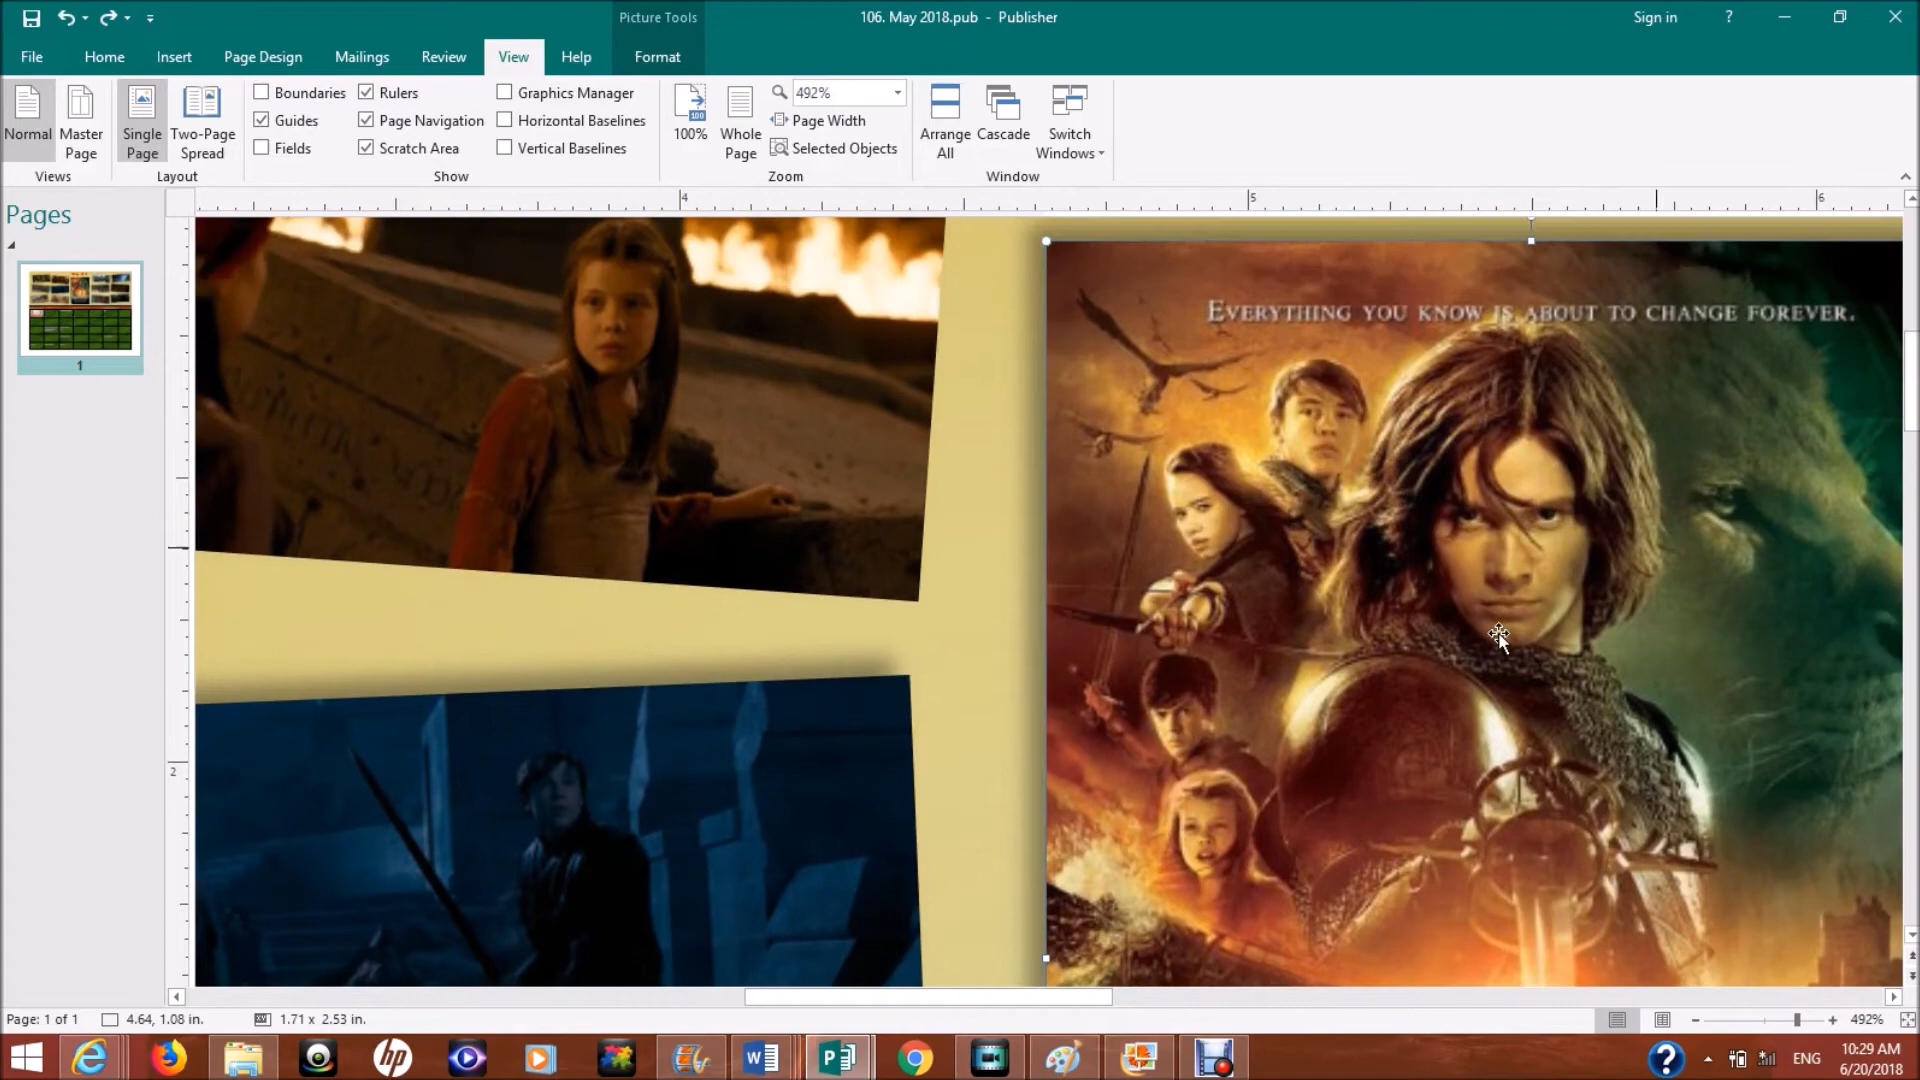 Picture Tools
106. May 2018.pub - Publisher
Sign in
?
File
Home
Insert
Page Design
Mailings
Review
View
Help
Format
Normal
Master Page
Single Page
Two-Page Spread
Boundaries
Guides
Fields
Rulers
Page Navigation
Scratch Area
Graphics Manager
Horizontal Baselines
Vertical Baselines
100
100%
Whole Page
492%
Page Width
Selected Objects
Arrange All
Cascade
Switch Windows
Views
Layout
Show
Zoom
Window
Pages
1
4
5
6
2
EVERYTHING YOU KNOW IS ABOUT TO CHANGE FOREVER.
Page: 1 of 1
4.64, 1.08 in.
1.71 x 2.53 in.
492%
hp
W
P
?
ENG
10:29 AM
6/20/2018